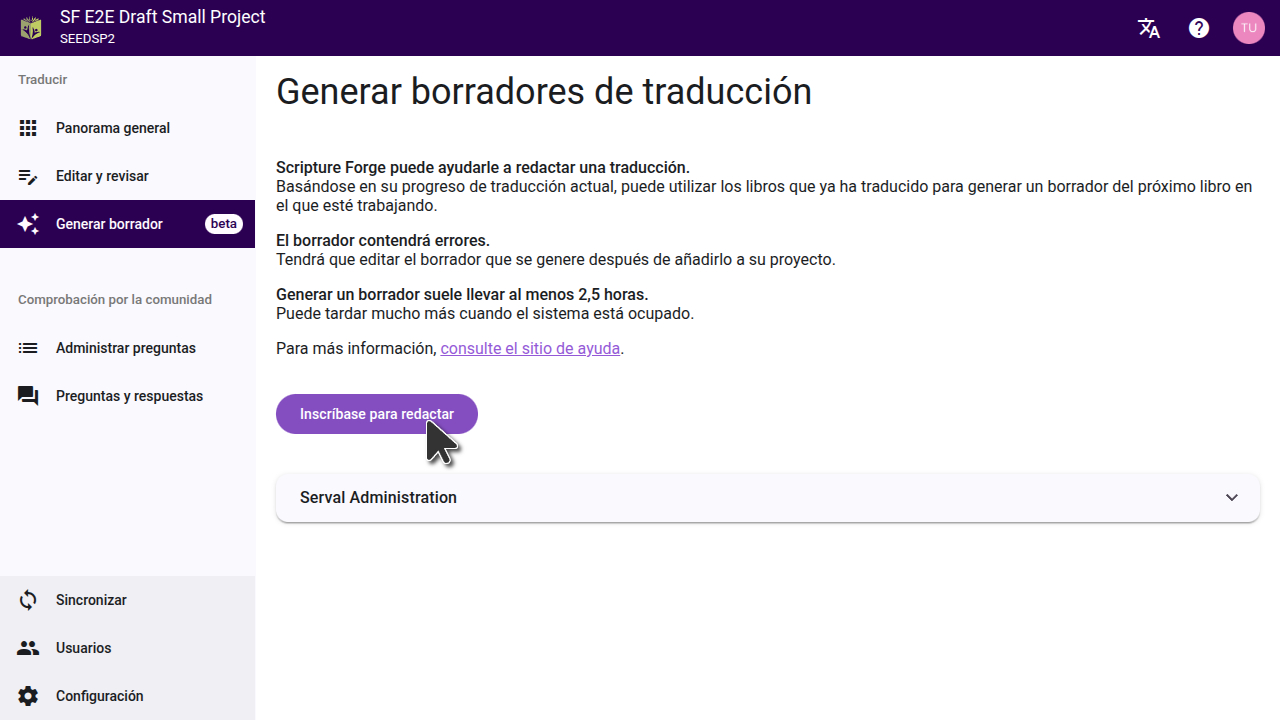 SF E2E Draft Small Project
SEEDSP2
TU
Traducir
Panorama general
Editar y revisar
Generar borrador
beta
Comprobación por la comunidad
Administrar preguntas
Preguntas y respuestas
Sincronizar
Usuarios
Configuración
Generar borradores de traducción
Scripture Forge puede ayudarle a redactar una traducción.
Basándose en su progreso de traducción actual, puede utilizar los libros que ya ha traducido para generar un borrador del próximo libro en
el que esté trabajando.
El borrador contendrá errores.
Tendrá que editar el borrador que se genere después de añadirlo a su proyecto.
Generar un borrador suele llevar al menos 2,5 horas.
Puede tardar mucho más cuando el sistema está ocupado.
Para más información, consulte el sitio de ayuda.
Inscríbase para redactar
Serval Administration